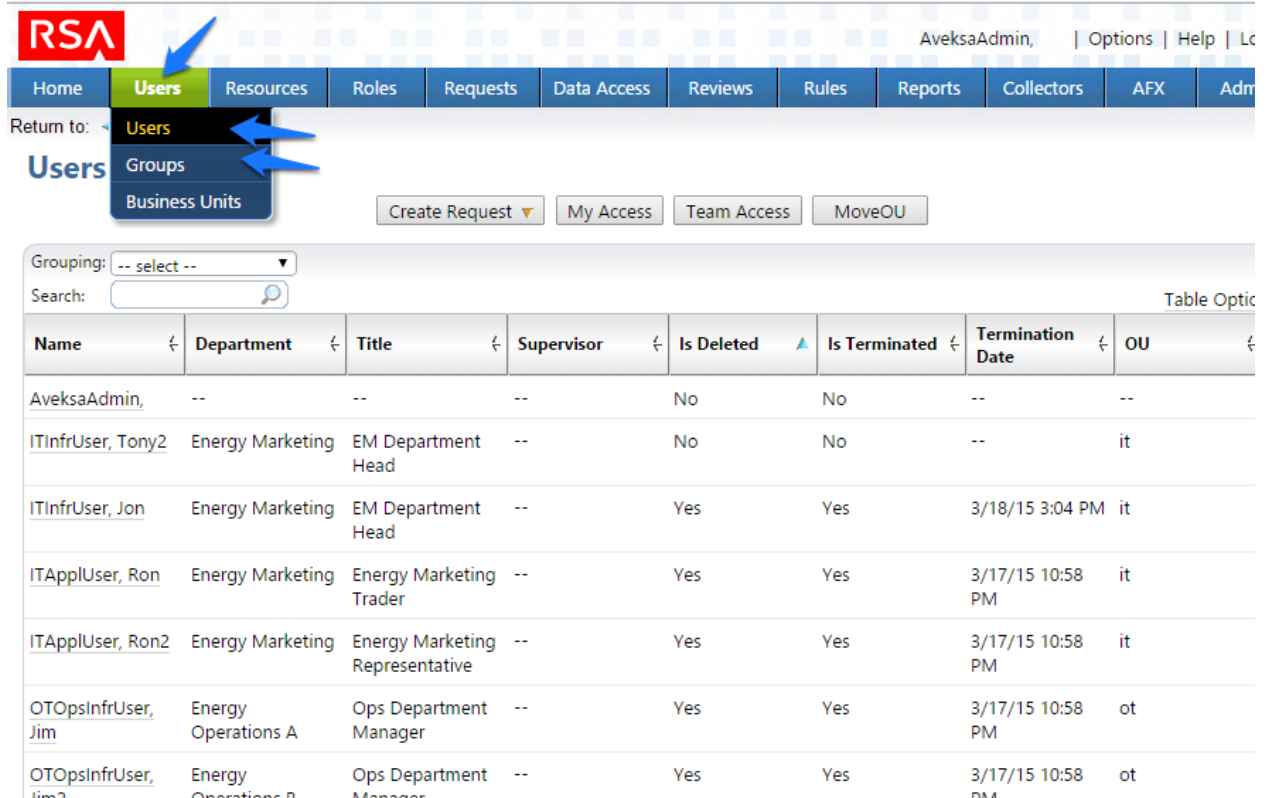 RSA
AveksaAdmin, | Options | Help | Lo
Home Users Resources Roles Requests Data Access Reviews Rules Reports Collectors AFX Adm
Return to:
Users
Groups
Business Units
Users
Create Request My Access Team Access MoveOU
Grouping: -- select --
Search:
Table Optio
Name Department Title Supervisor Is Deleted Is Terminated Termination Date OU
AveksaAdmin, -- -- -- No No -- --
ITInfrUser, Tony2 Energy Marketing EM Department Head -- No No -- it
ITInfrUser, Jon Energy Marketing EM Department Head -- Yes Yes 3/18/15 3:04 PM it
ITApplUser, Ron Energy Marketing Energy Marketing Trader -- Yes Yes 3/17/15 10:58 PM it
ITApplUser, Ron2 Energy Marketing Energy Marketing Representative -- Yes Yes 3/17/15 10:58 PM it
OTOpsInfrUser, Jim Energy Operations A Ops Department Manager -- Yes Yes 3/17/15 10:58 PM ot
OTOpsInfrUser, Jim2 Energy Operations B Ops Department Manager -- Yes Yes 3/17/15 10:58 PM ot